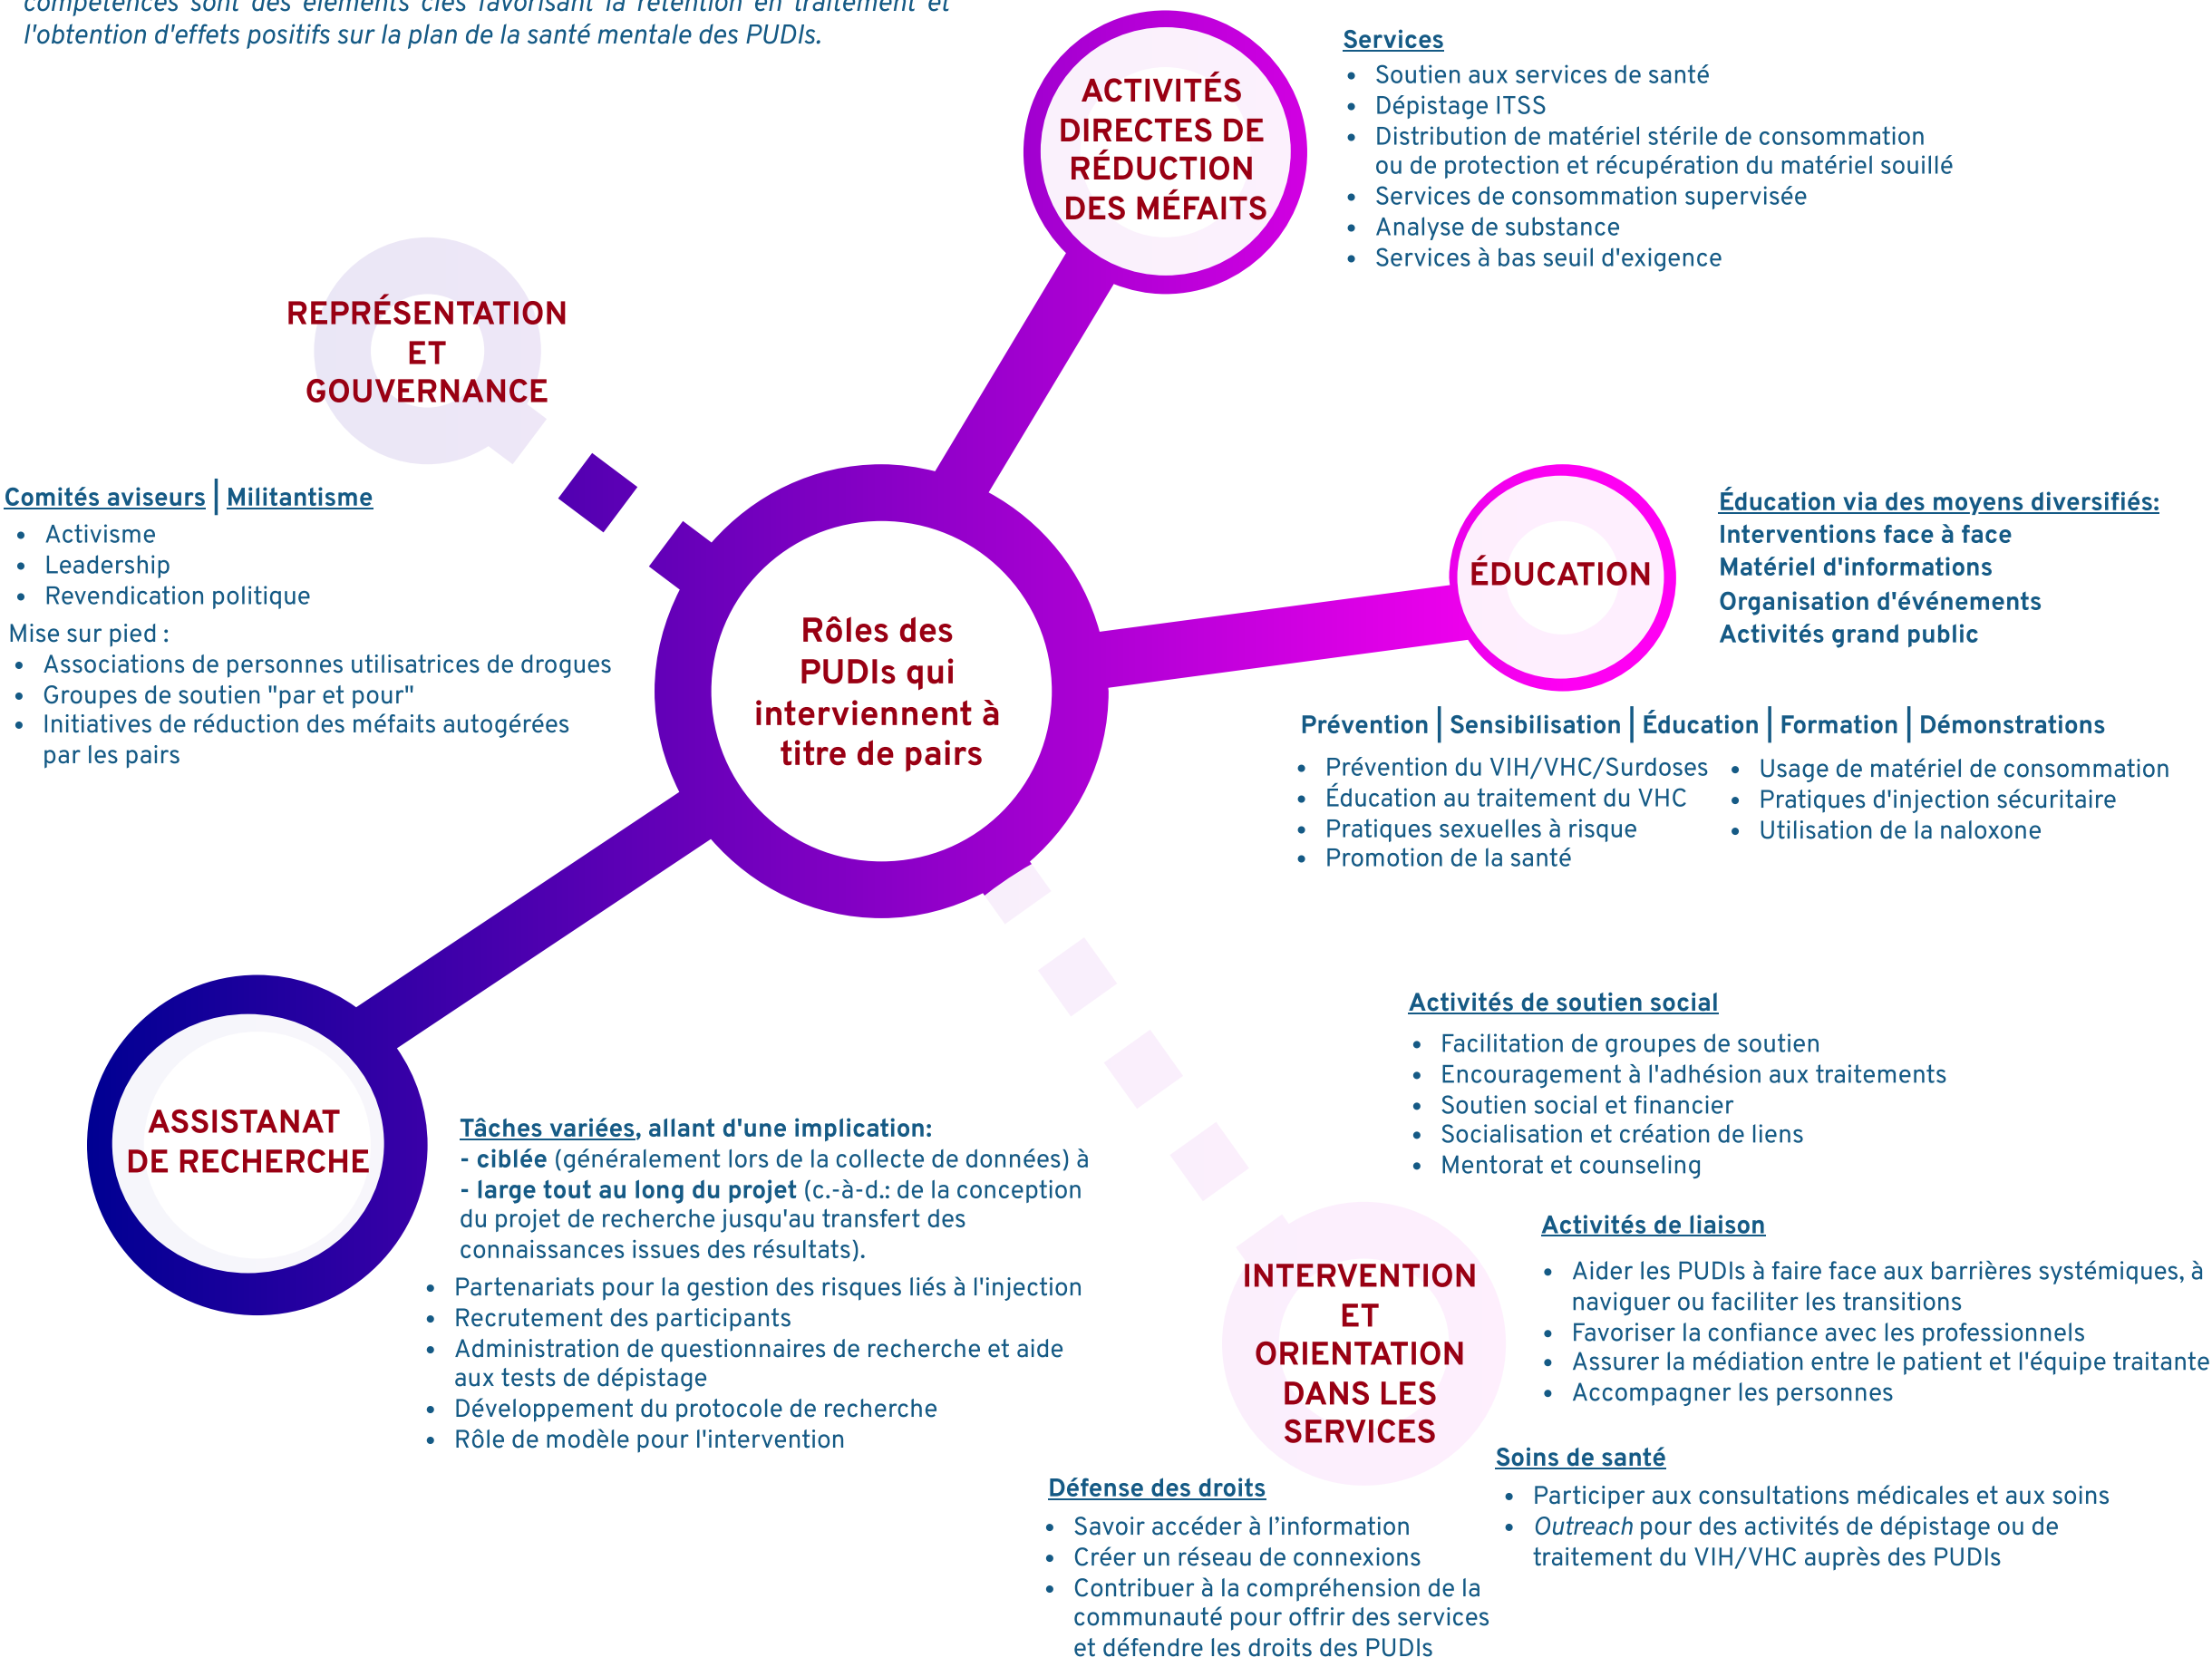 compétences sont des éléments clés favorisant la rétention en traitement et
l'obtention d'effets positifs sur la plan de la santé mentale des PUDIs.
ACTIVITÉS
DIRECTES DE
RÉDUCTION
DES MÉFAITS
Services
• Soutien aux services de santé
• Dépistage ITSS
• Distribution de matériel stérile de consommation
ou de protection et récupération du matériel souillé
• Services de consommation supervisée
• Analyse de substance
• Services à bas seuil d'exigence
REPRÉSENTATION
ET
GOUVERNANCE
Comités aviseurs | Militantisme
• Activisme
• Leadership
• Revendication politique
Mise sur pied :
• Associations de personnes utilisatrices de drogues
• Groupes de soutien "par et pour"
• Initiatives de réduction des méfaits autogérées
par les pairs
Rôles des
PUDIs qui
interviennent à
titre de pairs
ÉDUCATION
Éducation via des moyens diversifiés:
Interventions face à face
Matériel d'informations
Organisation d'événements
Activités grand public
Prévention | Sensibilisation | Éducation | Formation | Démonstrations
• Prévention du VIH/VHC/Surdoses
• Éducation au traitement du VHC
• Pratiques sexuelles à risque
• Promotion de la santé
• Usage de matériel de consommation
• Pratiques d'injection sécuritaire
• Utilisation de la naloxone
ASSISTANAT
DE RECHERCHE
Tâches variées, allant d'une implication:
- ciblée (généralement lors de la collecte de données) à
- large tout au long du projet (c.-à-d.: de la conception
du projet de recherche jusqu'au transfert des
connaissances issues des résultats).
• Partenariats pour la gestion des risques liés à l'injection
• Recrutement des participants
• Administration de questionnaires de recherche et aide
aux tests de dépistage
• Développement du protocole de recherche
• Rôle de modèle pour l'intervention
INTERVENTION
ET
ORIENTATION
DANS LES
SERVICES
Activités de soutien social
• Facilitation de groupes de soutien
• Encouragement à l'adhésion aux traitements
• Soutien social et financier
• Socialisation et création de liens
• Mentorat et counseling
Activités de liaison
• Aider les PUDIs à faire face aux barrières systémiques, à
naviguer ou faciliter les transitions
• Favoriser la confiance avec les professionnels
• Assurer la médiation entre le patient et l'équipe traitante
• Accompagner les personnes
Soins de santé
• Participer aux consultations médicales et aux soins
• Outreach pour des activités de dépistage ou de
traitement du VIH/VHC auprès des PUDIs
Défense des droits
• Savoir accéder à l’information
• Créer un réseau de connexions
• Contribuer à la compréhension de la
communauté pour offrir des services
et défendre les droits des PUDIs